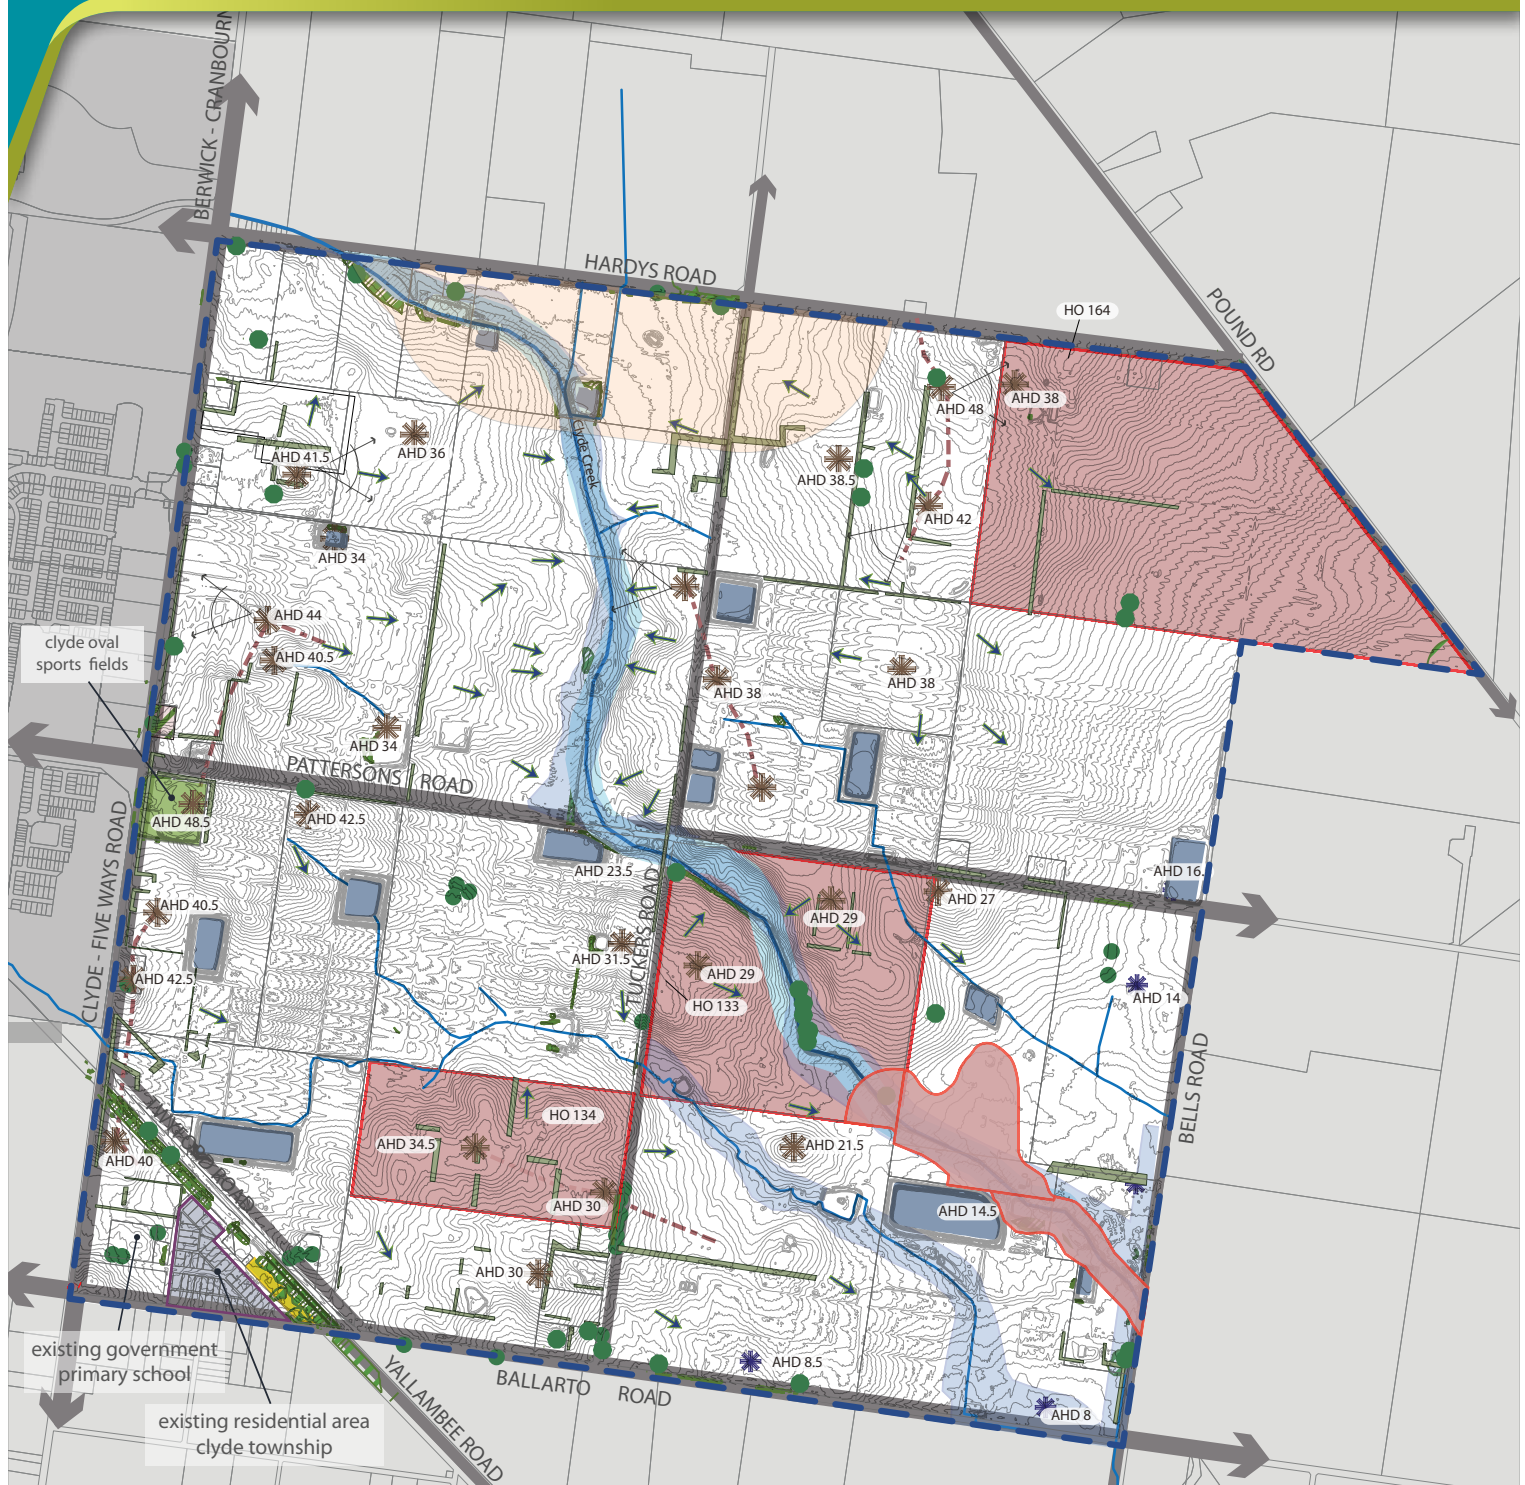 BERWICK - CRANBOURN
HARDYS ROAD
POUND RD
HO 164
AHD 48
AHD 38
AHD 36
AHD 41.5
Clyde Creek
AHD 38.5
AHD 42
AHD 34
AHD 44
clyde oval
sports fields
AHD 40.5
AHD 38
AHD 38
AHD 34
PATTERSONS ROAD
AHD 48.5
AHD 42.5
AHD 23.5
AHD 16.
CLYDE - FIVE WAYS ROAD
AHD 40.5
TUCKERS ROAD
AHD 29
AHD 27
AHD 31.5
AHD 29
AHD 42.5
HO 133
AHD 14
BELLS ROAD
HO 134
AHD 34.5
AHD 21.5
AHD 40
AHD 30
AHD 14.5
AHD 30
existing government
primary school
AHD 8.5
YALLAMBEE ROAD
BALLARTO ROAD
AHD 8
existing residential area
clyde township